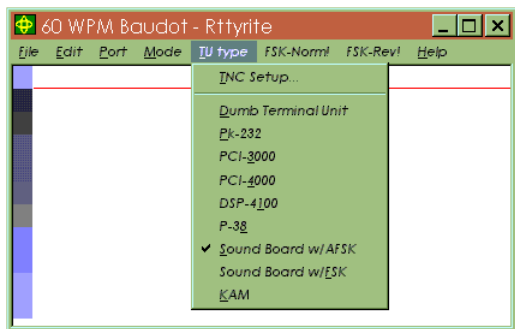 60 WPM Baudot - Rttyrite
File Edit Port Mode TU type FSK-Norm! FSK-Rev! Help
TNC Setup...
Dumb Terminal Unit
Pk-232
PCI-3000
PCI-4000
DSP-4100
P-38
Sound Board w/AFSK
Sound Board w/FSK
KAM